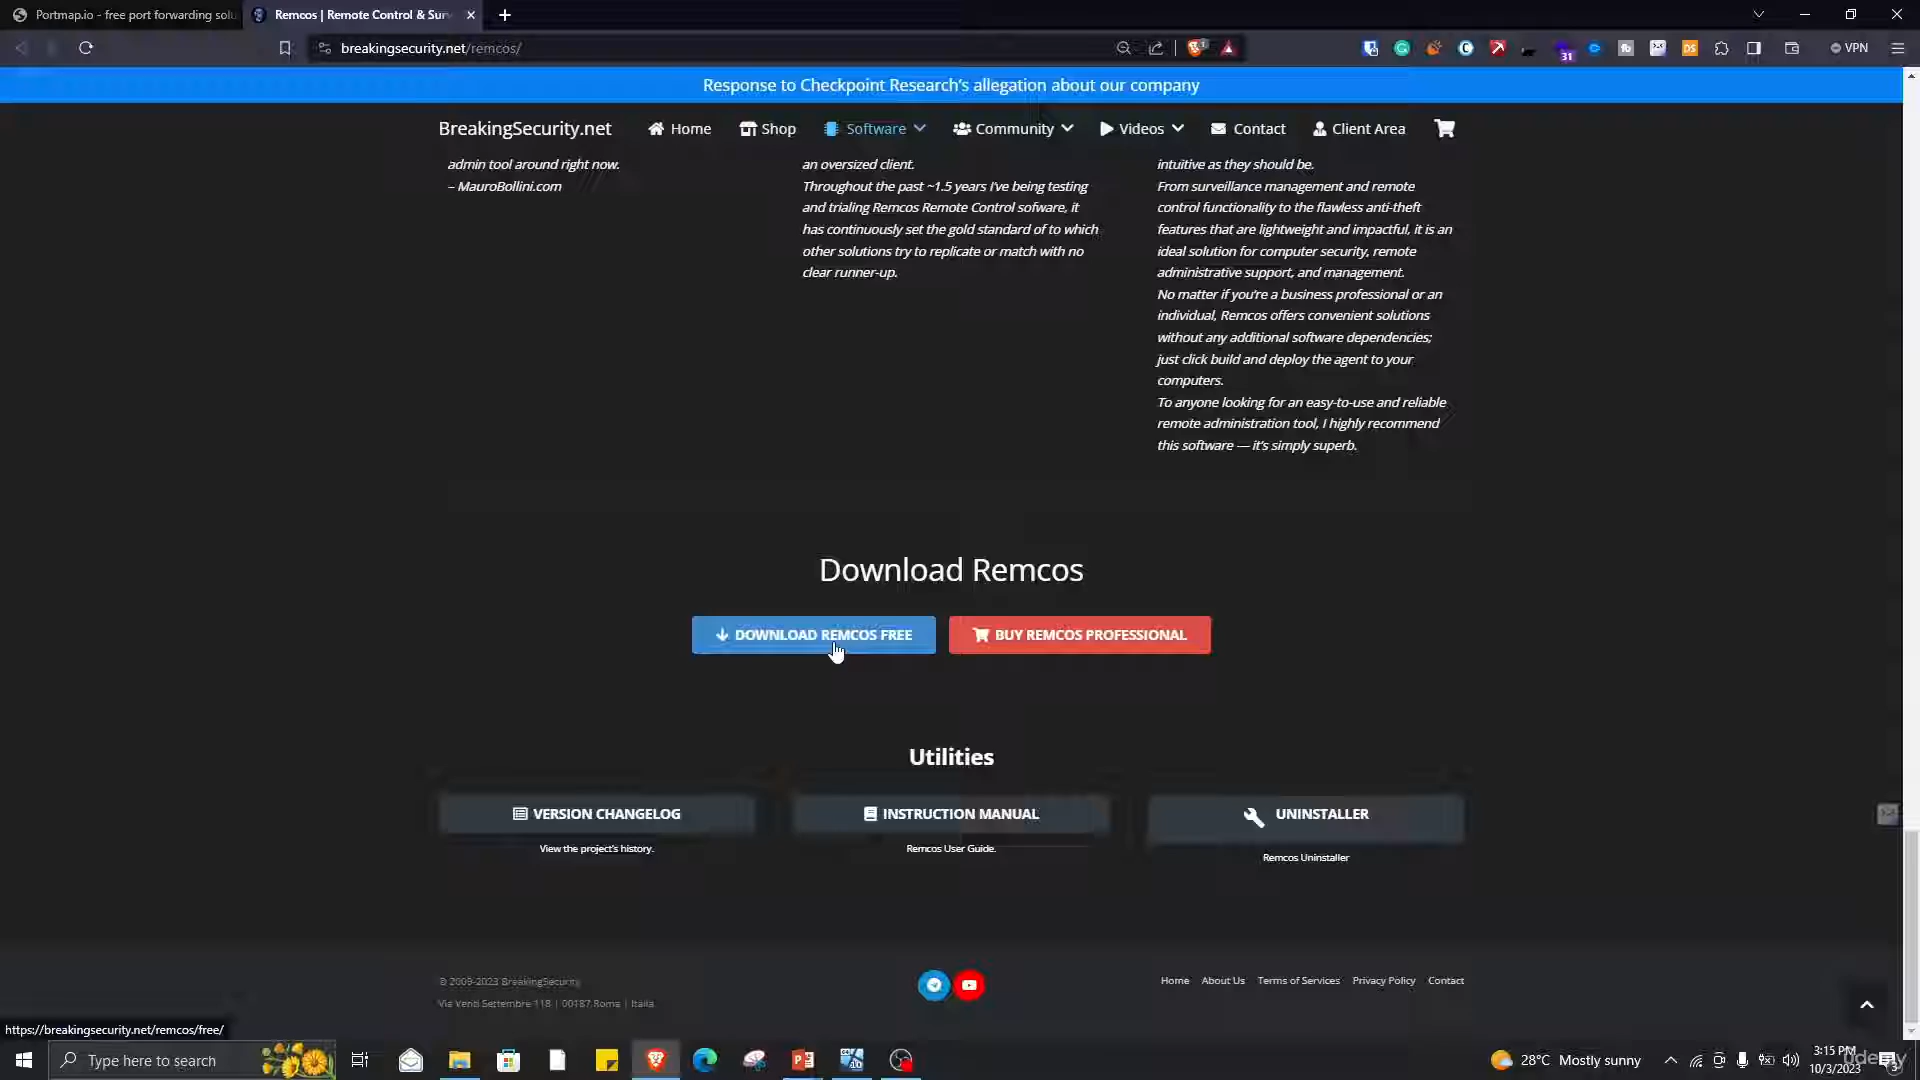 Portmap.io - free port forwarding solu
Remcos | Remote Control & Surv
breakingsecurity.net/remcos/
31
DS
VPN
Response to Checkpoint Research's allegation about our company
BreakingSecurity.net
Home
Shop
Software
Community
Videos
Contact
Client Area
admin tool around right now.
– MauroBollini.com
an oversized client.
Throughout the past ~1.5 years I've being testing
and trialing Remcos Remote Control sofware, it
has continuously set the gold standard of to which
other solutions try to replicate or match with no
clear runner-up.
intuitive as they should be.
From surveillance management and remote
control functionality to the flawless anti-theft
features that are lightweight and impactful, it is an
ideal solution for computer security, remote
administrative support, and management.
No matter if you're a business professional or an
individual, Remcos offers convenient solutions
without any additional software dependencies;
just click build and deploy the agent to your
computers.
To anyone looking for an easy-to-use and reliable
remote administration tool, I highly recommend
this software — it's simply superb.
Download Remcos
DOWNLOAD REMCOS FREE
BUY REMCOS PROFESSIONAL
Utilities
VERSION CHANGELOG
INSTRUCTION MANUAL
UNINSTALLER
View the project's history.
Remcos User Guide.
Remcos Uninstaller
© 2009-2023 BreakingSecurity
Via Venti Settembre 118 | 00187 Roma | Italia
Home
About Us
Terms of Services
Privacy Policy
Contact
https://breakingsecurity.net/remcos/free/
Type here to search
28°C Mostly sunny
3:15 PM
10/3/2023
udemy